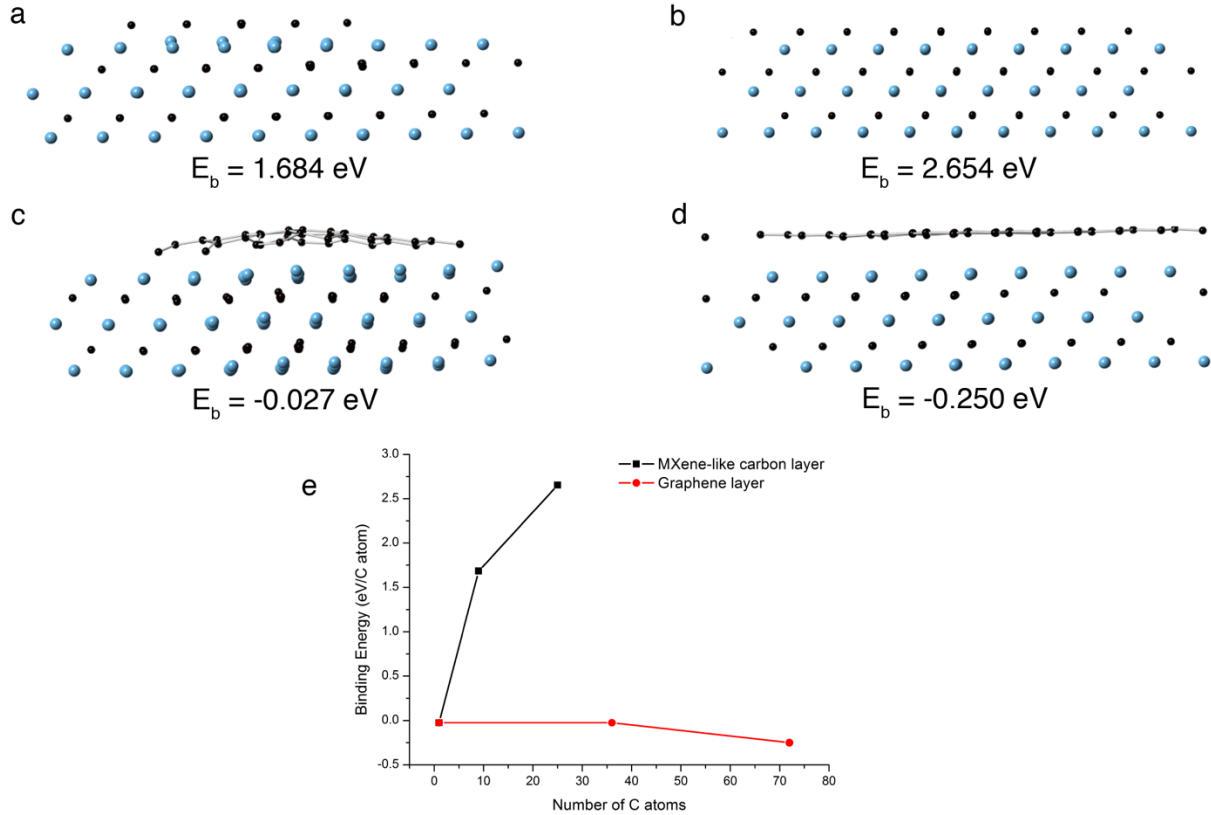 a
b
E_b = 1.684 eV
E_b = 2.654 eV
c
d
E_b = -0.027 eV
E_b = -0.250 eV
e
MXene-like carbon layer
Graphene layer
Binding Energy (eV/C atom)
3.0
2.5
2.0
1.5
1.0
0.5
0.0
-0.5
0 10 20 30 40 50 60 70 80
Number of C atoms